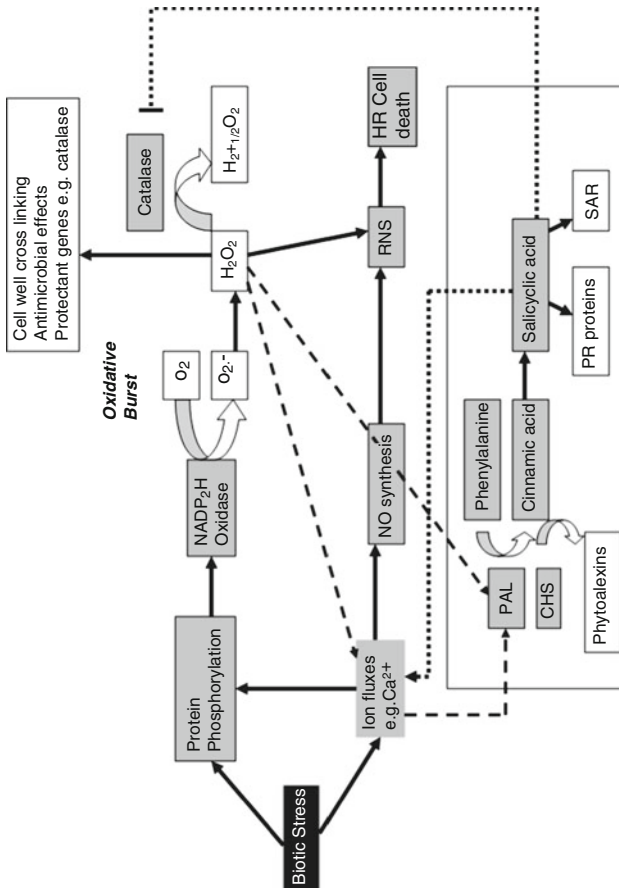 Cell well cross linking
Antimicrobial effects
Protectant genes e.g. catalase
Oxidative
Burst
O2
O2.-
Catalase
H2O2
H2+1/2O2
Protein
Phosphorylation
NADP2H
Oxidase
Biotic Stress
Ion fluxes
e.g.Ca2+
NO synthesis
RNS
HR Cell
death
PAL
CHS
Phenylalanine
Cinnamic acid
Salicyclic acid
Phytoalexins
PR proteins
SAR